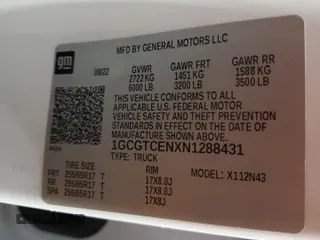 MFD BY GENERAL MOTORS LLC
gm
09/22
GVWR GAWR FRT GAWR RR
2722 KG 1451 KG 1588 KG
6000 LB 3200 LB 3500 LB
THIS VEHICLE CONFORMS TO ALL
APPLICABLE U.S. FEDERAL MOTOR
VEHICLE SAFETY AND THEFT PREVENTION
STANDARDS IN EFFECT ON THE DATE OF
MANUFACTURE SHOWN ABOVE.
1GCGTCENXN1288431
TYPE: TRUCK MODEL: X112N43
TIRE SIZE RIM
FRT 255/65R17 T 17X8.0J
RR 255/65R17 T 17X8.0J
SPA 255/65R17 T 17X8J